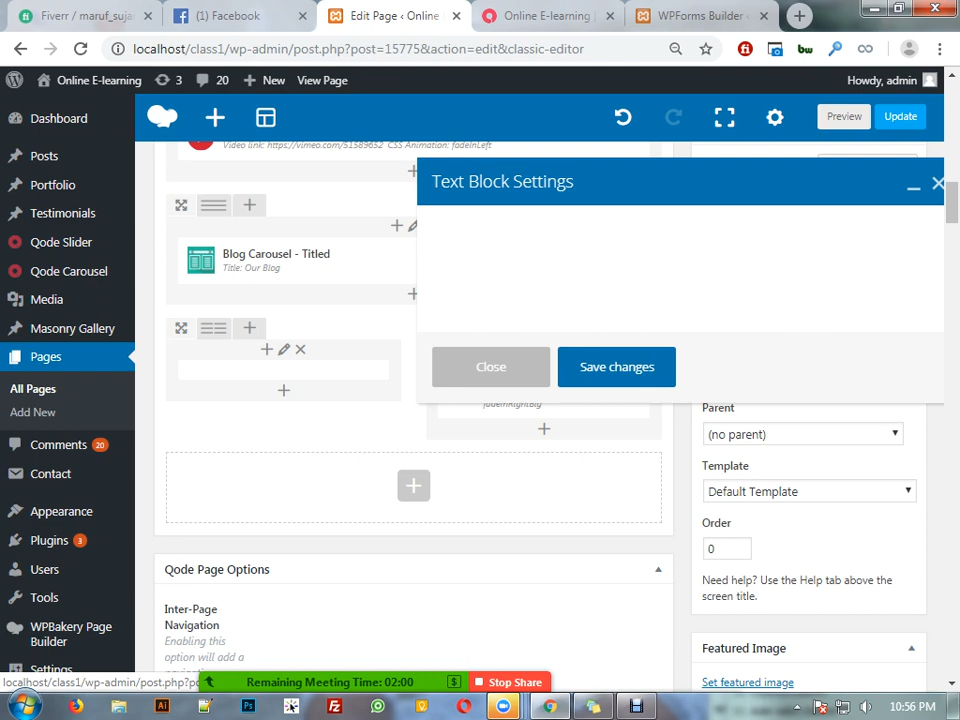 Fiverr / maruf_suja
(1) Facebook
Edit Page ‹ Online
Online E-learning |
WPForms Builder ‹
localhost/class1/wp-admin/post.php?post=15775&action=edit&classic-editor
Online E-learning
3
20
New
View Page
Howdy, admin
Dashboard
Posts
Portfolio
Testimonials
Qode Slider
Qode Carousel
Media
Masonry Gallery
Pages
All Pages
Add New
Comments 20
Contact
Appearance
Plugins 3
Users
Tools
WPBakery Page
Builder
Settings
Preview
Update
Video link: https://vimeo.com/51589652 CSS Animation: fadeInLeft
Text Block Settings
Blog Carousel - Titled
Title: Our Blog
Close
Save changes
fadeInRightBig
Parent
(no parent)
Template
Default Template
Order
0
Need help? Use the Help tab above the
screen title.
Qode Page Options
Inter-Page
Navigation
Enabling this
option will add a
Featured Image
Set featured image
localhost/class1/wp-admin/post.php?po
Remaining Meeting Time: 02:00
$
Stop Share
bw
Ai
Ps
10:56 PM